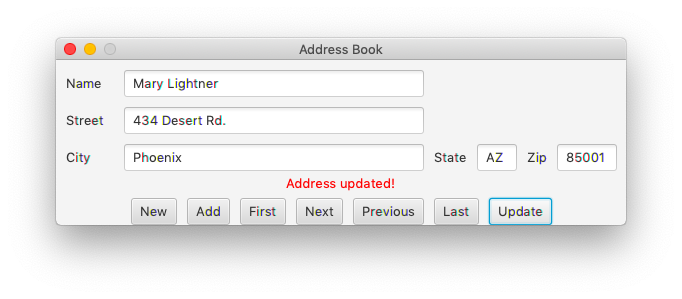 Address Book
Name Mary Lightner
Street 434 Desert Rd.
City Phoenix State AZ Zip 85001
Address updated!
New Add First Next Previous Last Update